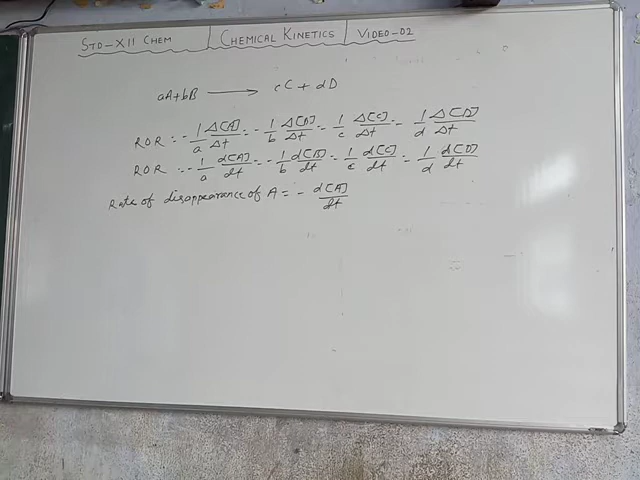 STD-XII CHEM | CHEMICAL KINETICS | VIDEO-02
aA + bB ⟶ cC + dD
ROR = -1/a Δ[A]/Δt = -1/b Δ[B]/Δt = 1/c Δ[C]/Δt = 1/d Δ[D]/Δt
ROR = -1/a d[A]/dt = -1/b d[B]/dt = 1/c d[C]/dt = 1/d d[D]/dt
Rate of disappearance of A = - d[A]/dt